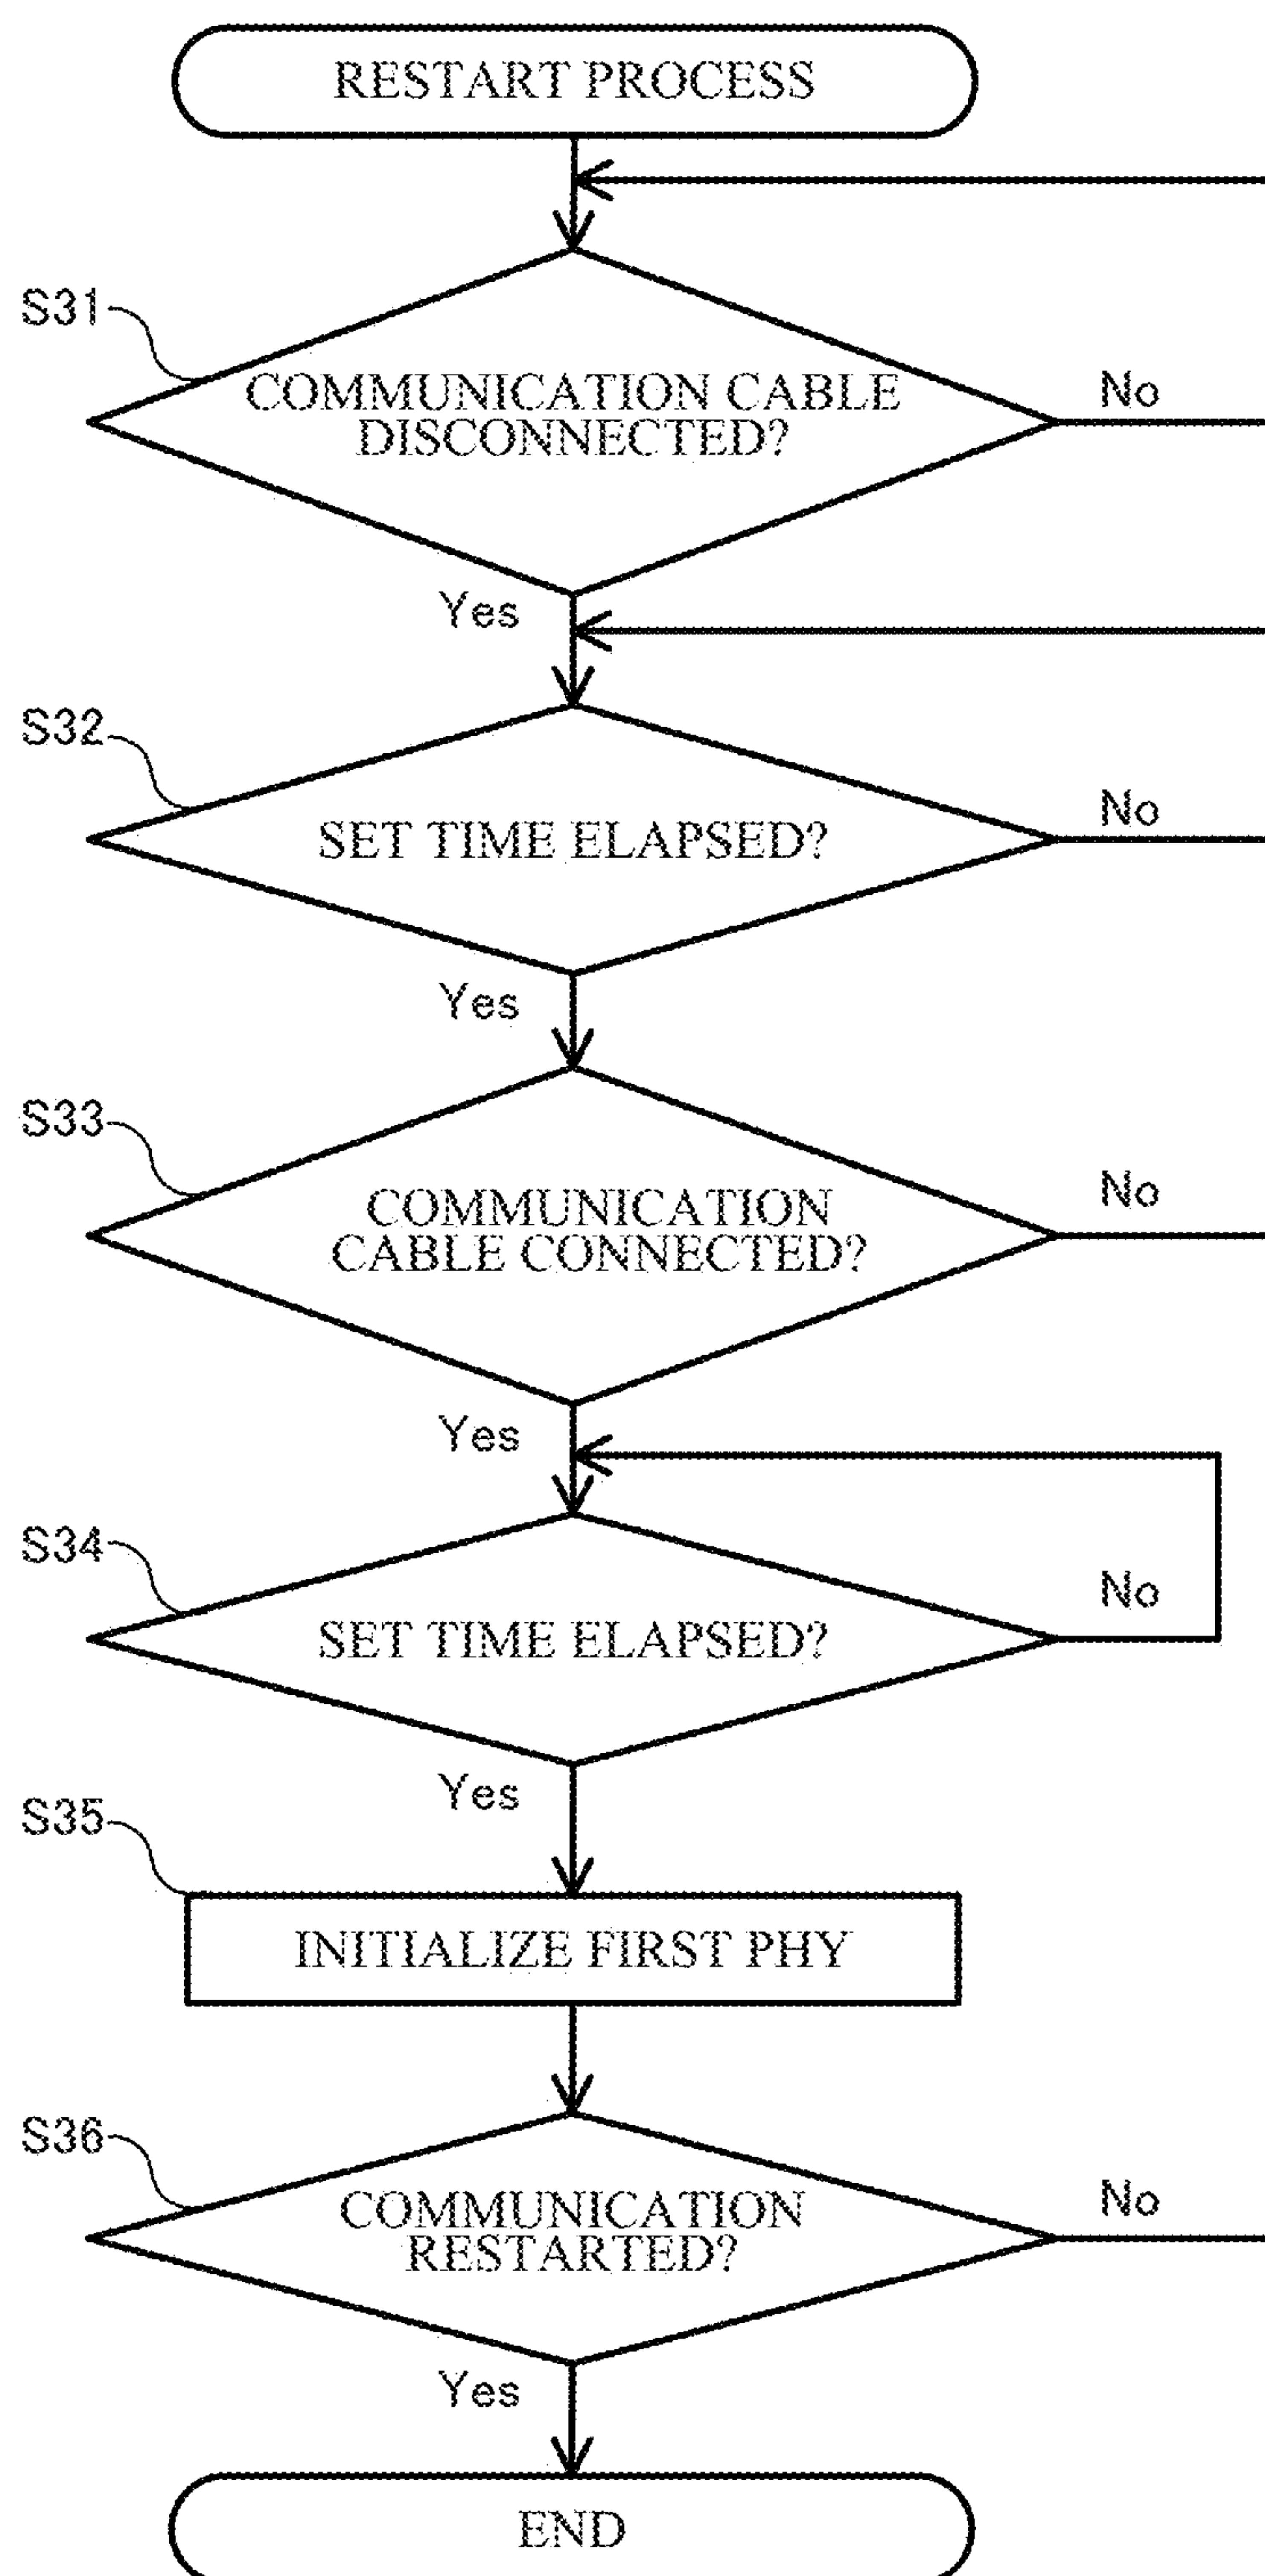 RESTART PROCESS
S31
COMMUNICATION CABLE
DISCONNECTED?
No
Yes
S32
SET TIME ELAPSED?
No
Yes
S33
COMMUNICATION
CABLE CONNECTED?
No
Yes
S34
SET TIME ELAPSED?
No
Yes
S35
INITIALIZE FIRST PHY
S36
COMMUNICATION
RESTARTED?
No
Yes
END